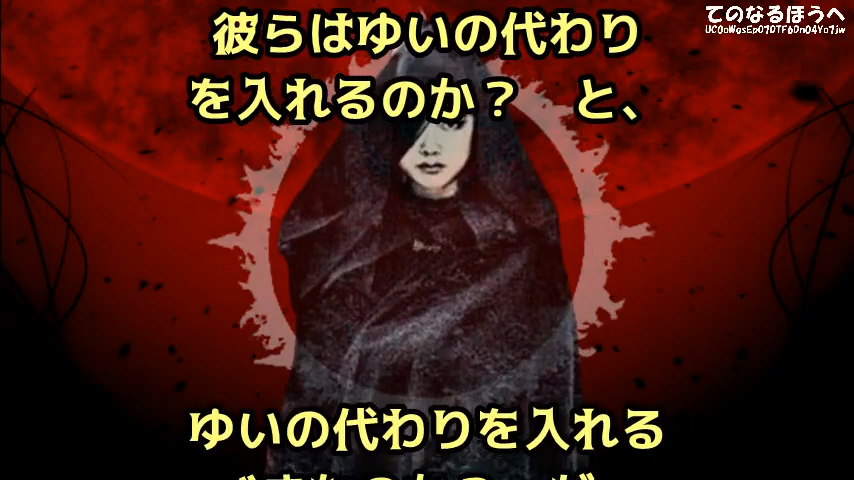 てのなるほうへ
彼らはゆいの代わり
を入れるのか？　と、
ゆいの代わりを入れる